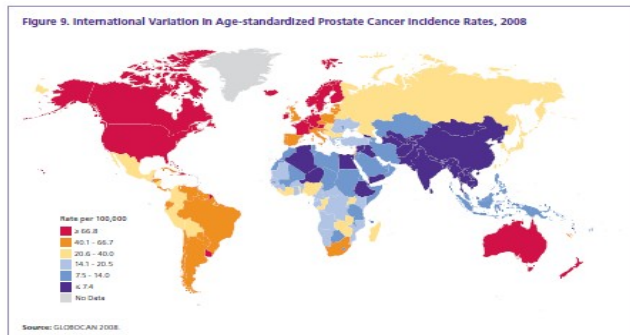 Figure 9. International Variation in Age-standardized Prostate Cancer Incidence Rates, 2008
Rate per 100,000
≥ 66.8
40.1 - 66.7
20.6 - 40.0
14.1 - 20.5
7.5 - 14.0
≤ 7.4
No Data
Source: GLOBOCAN 2008.